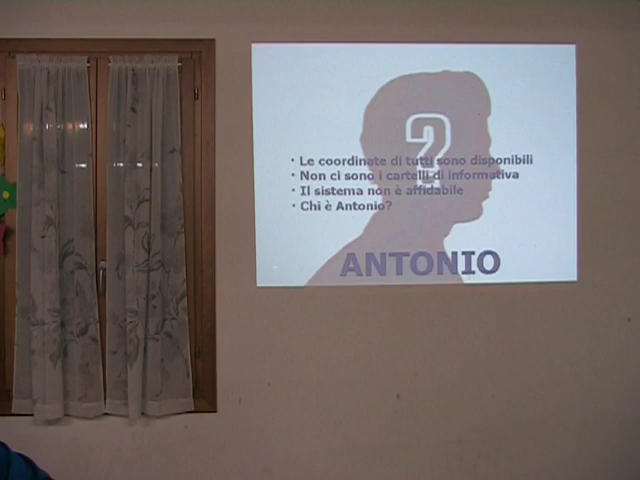 ?
• Le coordinate di tutti sono disponibili
• Non ci sono i cartelli di informativa
• Il sistema non è affidabile
• Chi è Antonio?
ANTONIO